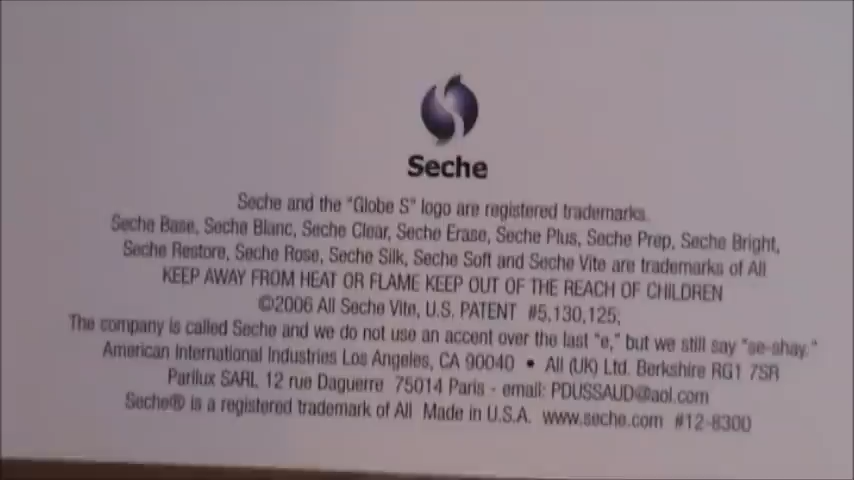 Seche
Seche and the "Globe S" logo are registered trademarks.
Seche Base, Seche Blanc, Seche Clear, Seche Erase, Seche Plus, Seche Prep, Seche Bright,
Seche Restore, Seche Rose, Seche Silk, Seche Soft and Seche Vite are trademarks of AII
KEEP AWAY FROM HEAT OR FLAME KEEP OUT OF THE REACH OF CHILDREN
©2006 AII Seche Vite, U.S. PATENT #5,130,125;
The company is called Seche and we do not use an accent over the last "e," but we still say "se-shay."
American International Industries Los Angeles, CA 90040 • AII (UK) Ltd. Berkshire RG1 7SR
Parilux SARL 12 rue Daguerre 75014 Paris - email: PDUSSAUD@aol.com
Seche® is a registered trademark of AII Made in U.S.A. www.seche.com #12-8300